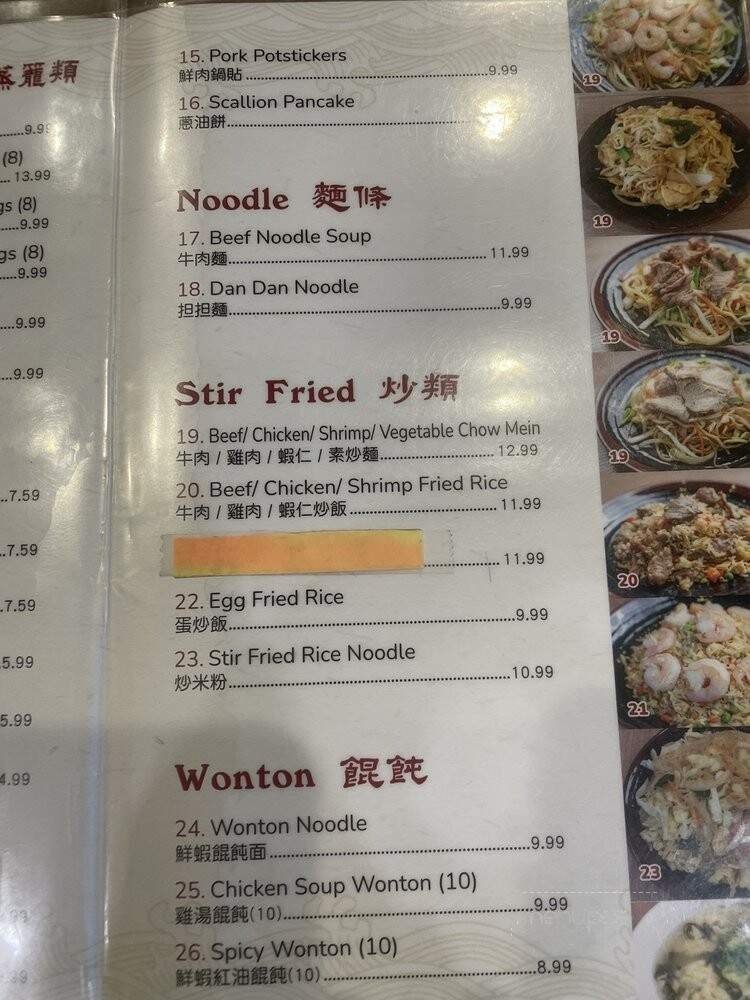 蒸籠類
...9.99
(8)
... 13.99
gs (8)
...9.99
gs (8)
...9.99
...9.99
...9.99
...7.59
...7.59
...7.59
5.99
5.99
4.99
15. Pork Potstickers
鮮肉鍋貼...9.99
16. Scallion Pancake
蔥油餅...
Noodle 麵條
17. Beef Noodle Soup
牛肉麵... 11.99
18. Dan Dan Noodle
担担麵...9.99
Stir Fried 炒類
19. Beef/ Chicken/ Shrimp/ Vegetable Chow Mein
牛肉 / 雞肉 / 蝦仁 / 素炒麵... 12.99
20. Beef/ Chicken/ Shrimp Fried Rice
牛肉 / 雞肉 / 蝦仁炒飯... 11.99
... 11.99
22. Egg Fried Rice
蛋炒飯...9.99
23. Stir Fried Rice Noodle
炒米粉...10.99
Wonton 餛飩
24. Wonton Noodle
鮮蝦餛飩面...9.99
25. Chicken Soup Wonton (10)
雞湯餛飩(10)...9.99
26. Spicy Wonton (10)
鮮蝦紅油餛飩(10)...8.99
19
19
19
19
20
21
23